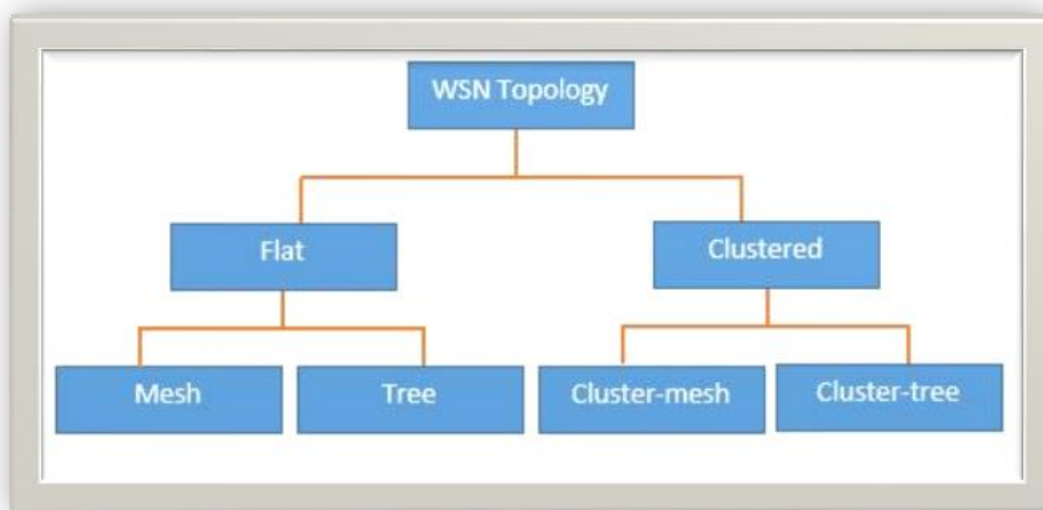 WSN Topology
Flat
Clustered
Mesh
Tree
Cluster-mesh
Cluster-tree